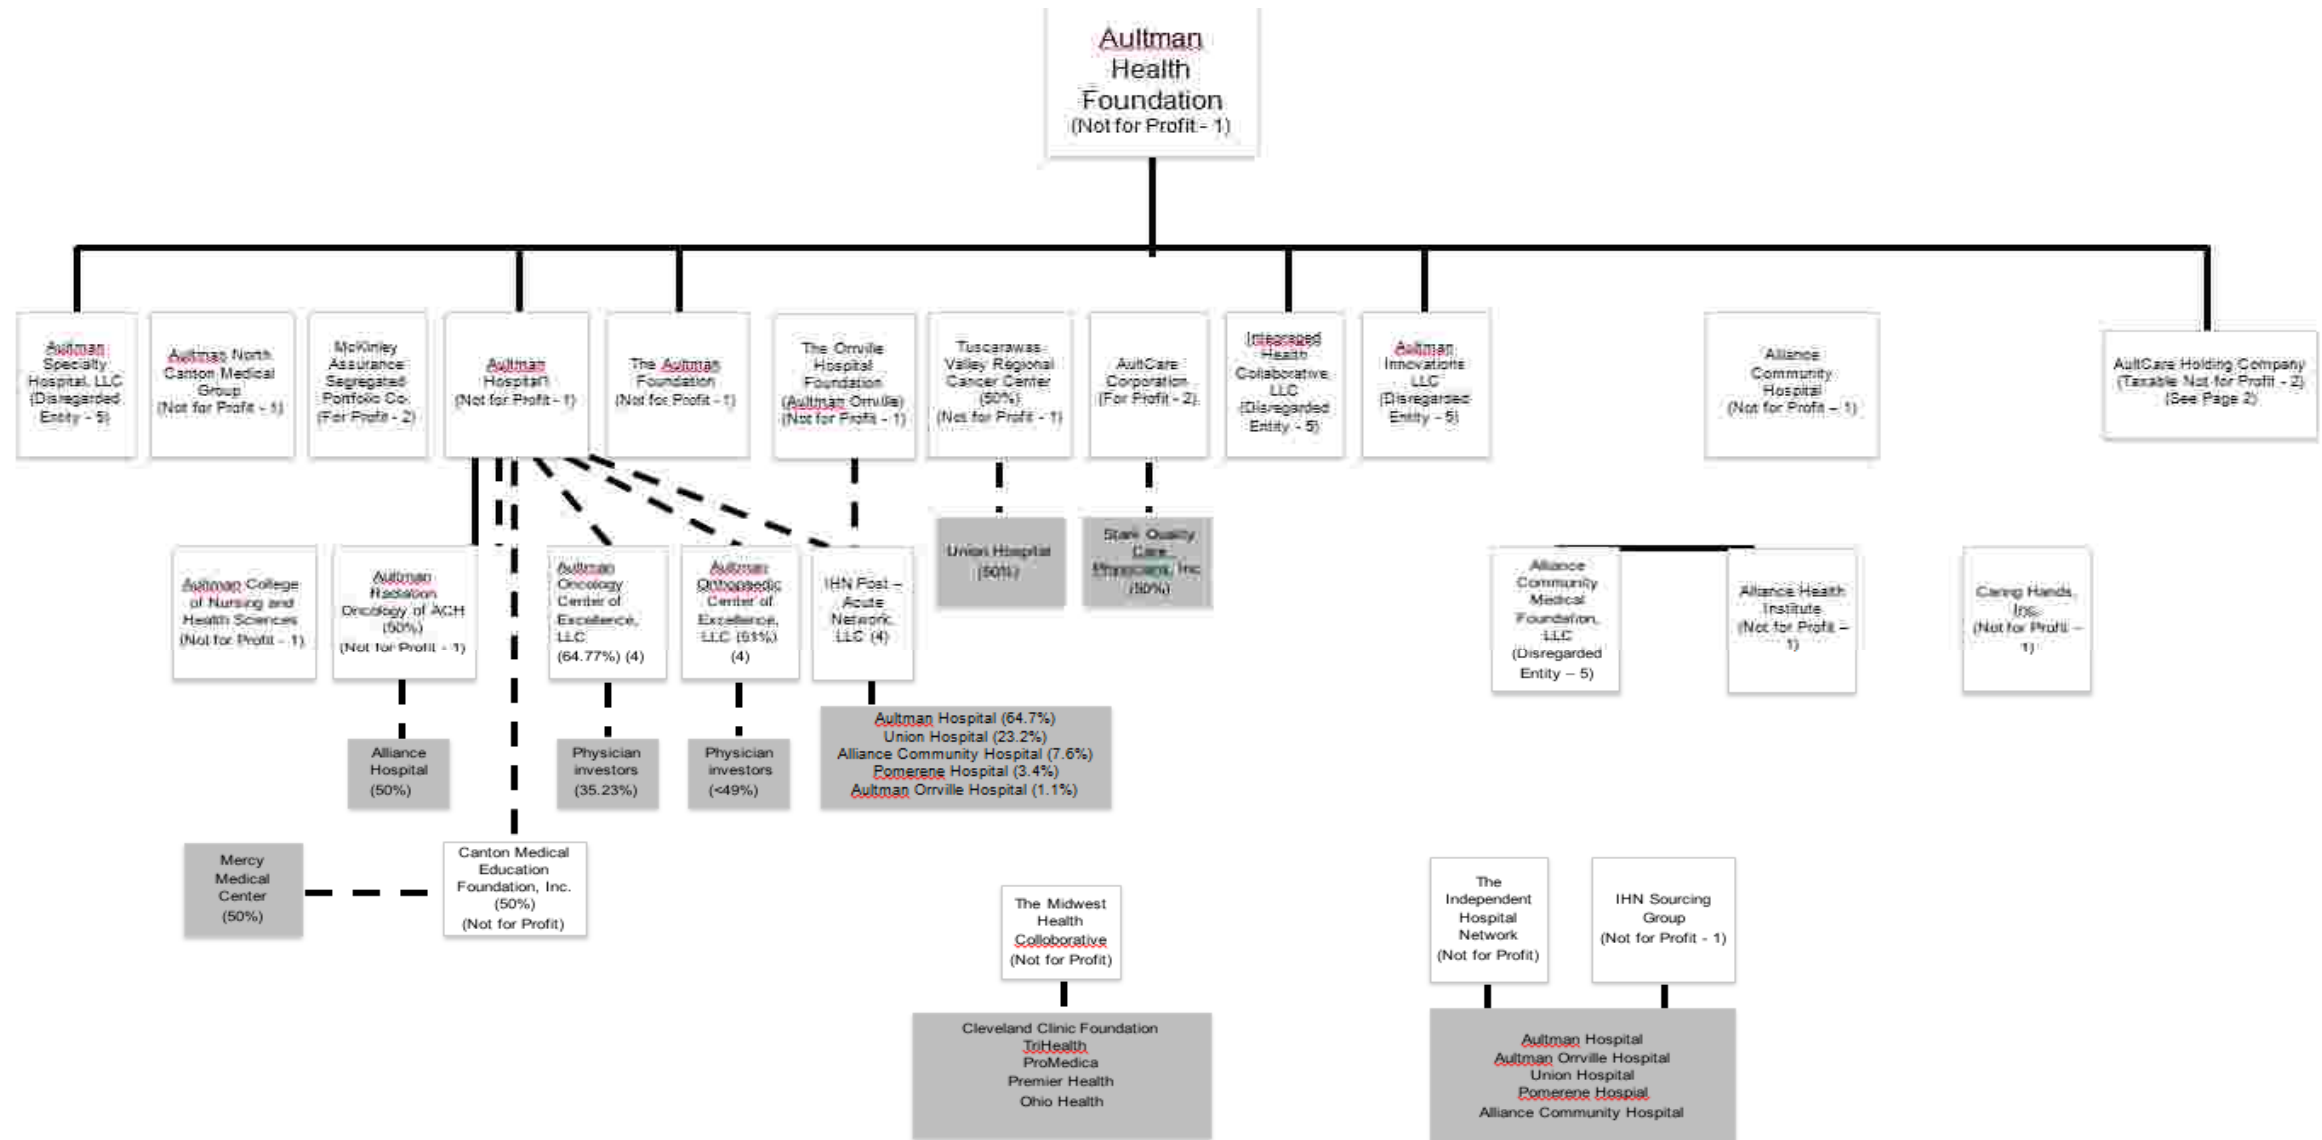 Aultman
Health
Foundation
(Not for Profit - 1)
Aultman
Specialty
Hospital, LLC
(Disregarded
Entity - 5)
Aultman North
Canton Medical
Group
(Not for Profit - 1)
McKinley
Assurance
Segregated
Portfolio Co.
(For Profit - 2)
Aultman
Hospital
(Not for Profit - 1)
The Aultman
Foundation
(Not for Profit - 1)
The Orrville
Hospital
Foundation
(Aultman Orrville)
(Not for Profit - 1)
Tuscarawas
Valley Regional
Cancer Center
(50%)
(Not for Profit - 1)
AultCare
Corporation
(For Profit - 2)
Integraged
Health
Collaborative,
LLC
(Disregarded
Entity - 5)
Aultman
Innovations
LLC
(Disregarded
Entity - 5)
Alliance
Community
Hospital
(Not for Profit – 1)
AultCare Holding Company
(Taxable Not for Profit - 2)
(See Page 2)
Aultman College
of Nursing and
Health Sciences
(Not for Profit - 1)
Aultman
Radiation
Oncology of ACH
(50%)
(Not for Profit - 1)
Aultman
Oncology
Center of
Excellence,
LLC
(64.77%) (4)
Aultman
Orthopaedic
Center of
Excellence,
LLC (51%)
(4)
IHN Post –
Acute
Network,
LLC (4)
Union Hospital
(50%)
Stark Quality
Care
Physicians, Inc
(50%)
Alliance
Community
Medical
Foundation,
LLC
(Disregarded
Entity – 5)
Alliance Health
Institute
(Not for Profit –
1)
Caring Hands,
Inc.
(Not for Profit –
1)
Alliance
Hospital
(50%)
Physician
investors
(35.23%)
Physician
investors
(<49%)
Aultman Hospital (64.7%)
Union Hospital (23.2%)
Alliance Community Hospital (7.6%)
Pomerene Hospital (3.4%)
Aultman Orrville Hospital (1.1%)
Mercy
Medical
Center
(50%)
Canton Medical
Education
Foundation, Inc.
(50%)
(Not for Profit)
The Midwest
Health
Colloborative
(Not for Profit)
The
Independent
Hospital
Network
(Not for Profit)
IHN Sourcing
Group
(Not for Profit - 1)
Cleveland Clinic Foundation
TriHealth
ProMedica
Premier Health
Ohio Health
Aultman Hospital
Aultman Orrville Hospital
Union Hospital
Pomerene Hospial
Alliance Community Hospital